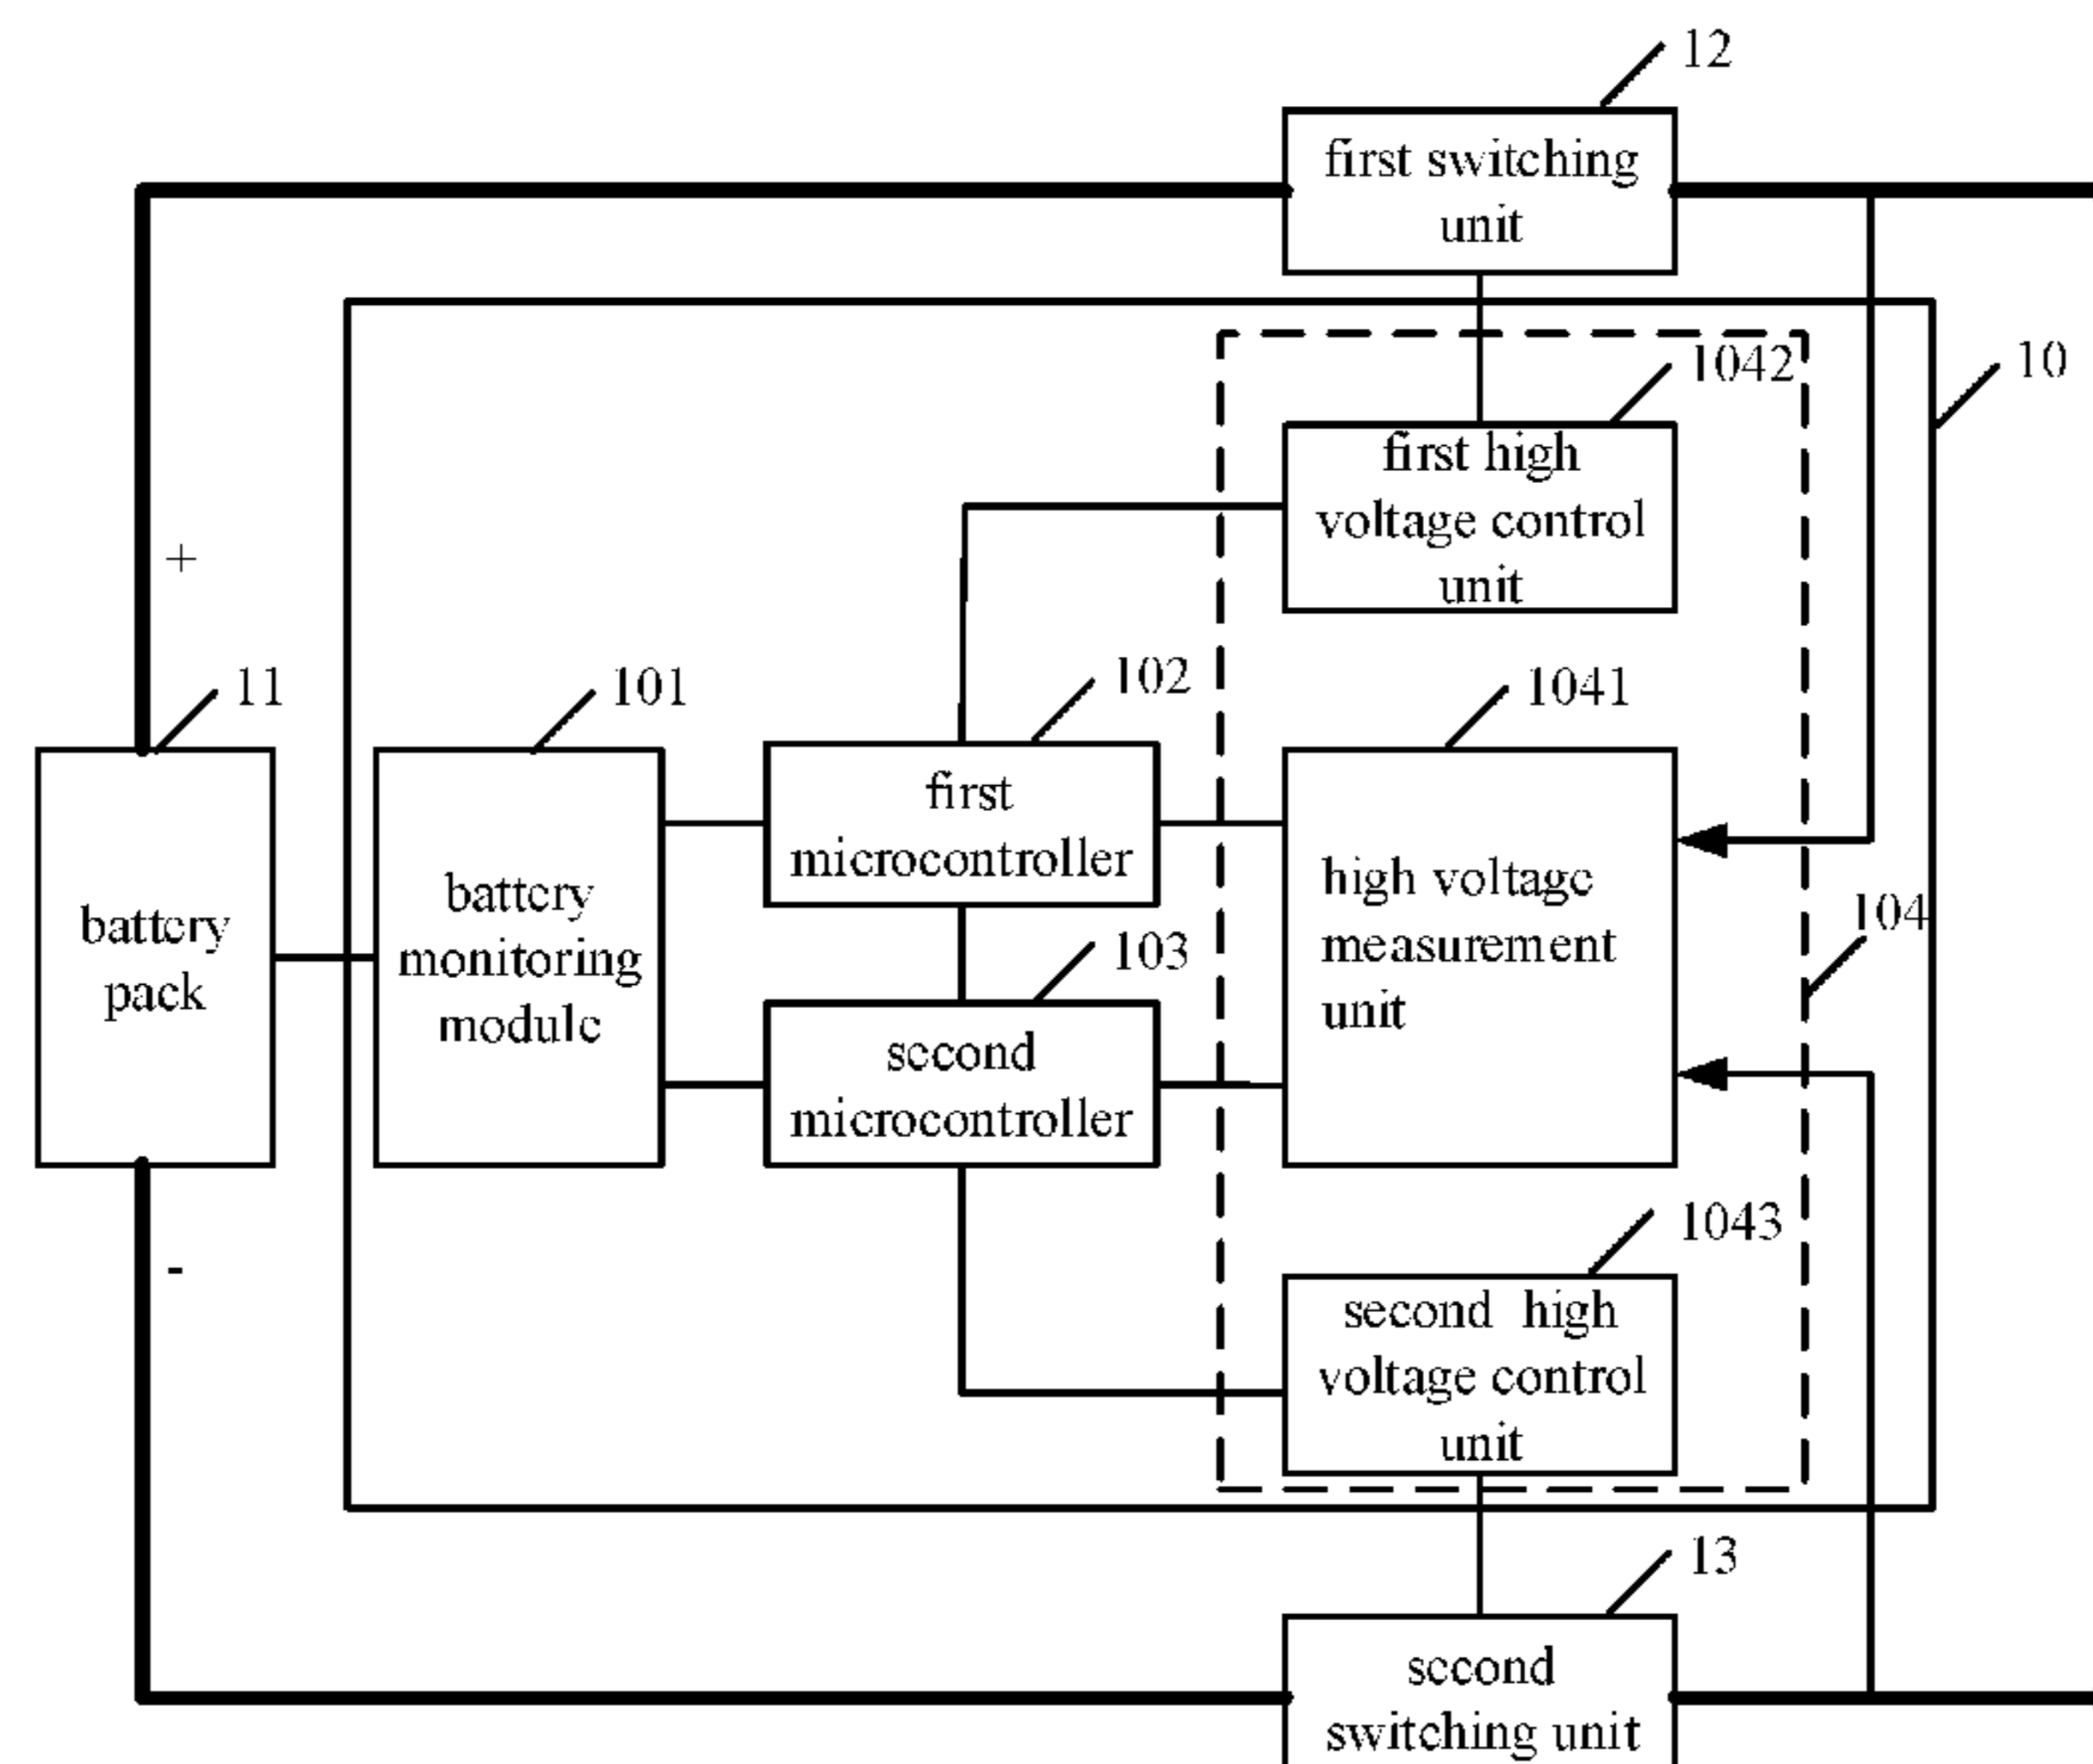 12
first switching
unit
1042
10
first high
voltage control
unit
+
11
101
102
1041
first
microcontroller
battery
pack
battery
monitoring
module
high voltage
measurement
unit
104
103
second
microcontroller
1043
-
second high
voltage control
unit
13
second
switching unit